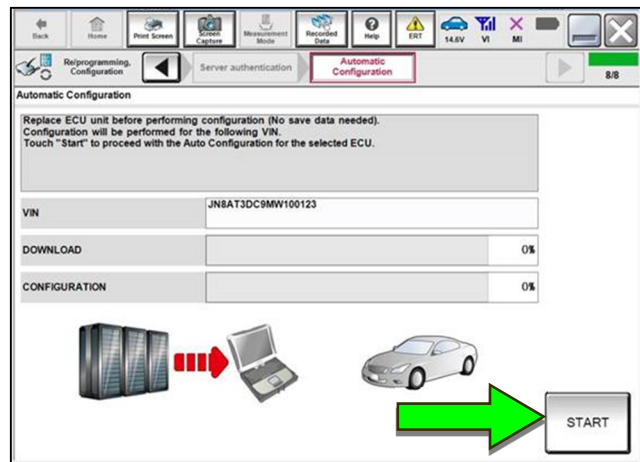 Back
Home
Print Screen
Screen
Capture
Measurement
Mode
Recorded
Data
Help
ERT
14.6V
VI
MI
Re/programming,
Configuration
Server authentication
Automatic
Configuration
8/8
Automatic Configuration
Replace ECU unit before performing configuration (No save data needed).
Configuration will be performed for the following VIN.
Touch "Start" to proceed with the Auto Configuration for the selected ECU.
VIN
JN8AT3DC9MW100123
DOWNLOAD
0%
CONFIGURATION
0%
START